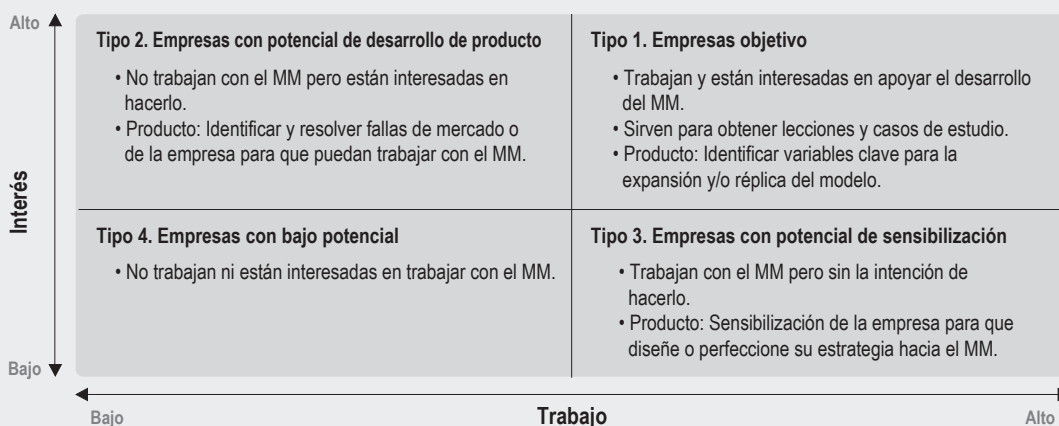 Alto
Interés
Bajo
Tipo 2. Empresas con potencial de desarrollo de producto
• No trabajan con el MM pero están interesadas en
hacerlo.
• Producto: Identificar y resolver fallas de mercado o
de la empresa para que puedan trabajar con el MM.
Tipo 1. Empresas objetivo
• Trabajan y están interesadas en apoyar el desarrollo
del MM.
• Sirven para obtener lecciones y casos de estudio.
• Producto: Identificar variables clave para la
expansión y/o réplica del modelo.
Tipo 4. Empresas con bajo potencial
• No trabajan ni están interesadas en trabajar con el MM.
Tipo 3. Empresas con potencial de sensibilización
• Trabajan con el MM pero sin la intención de
hacerlo.
• Producto: Sensibilización de la empresa para que
diseñe o perfeccione su estrategia hacia el MM.
Bajo
Trabajo
Alto